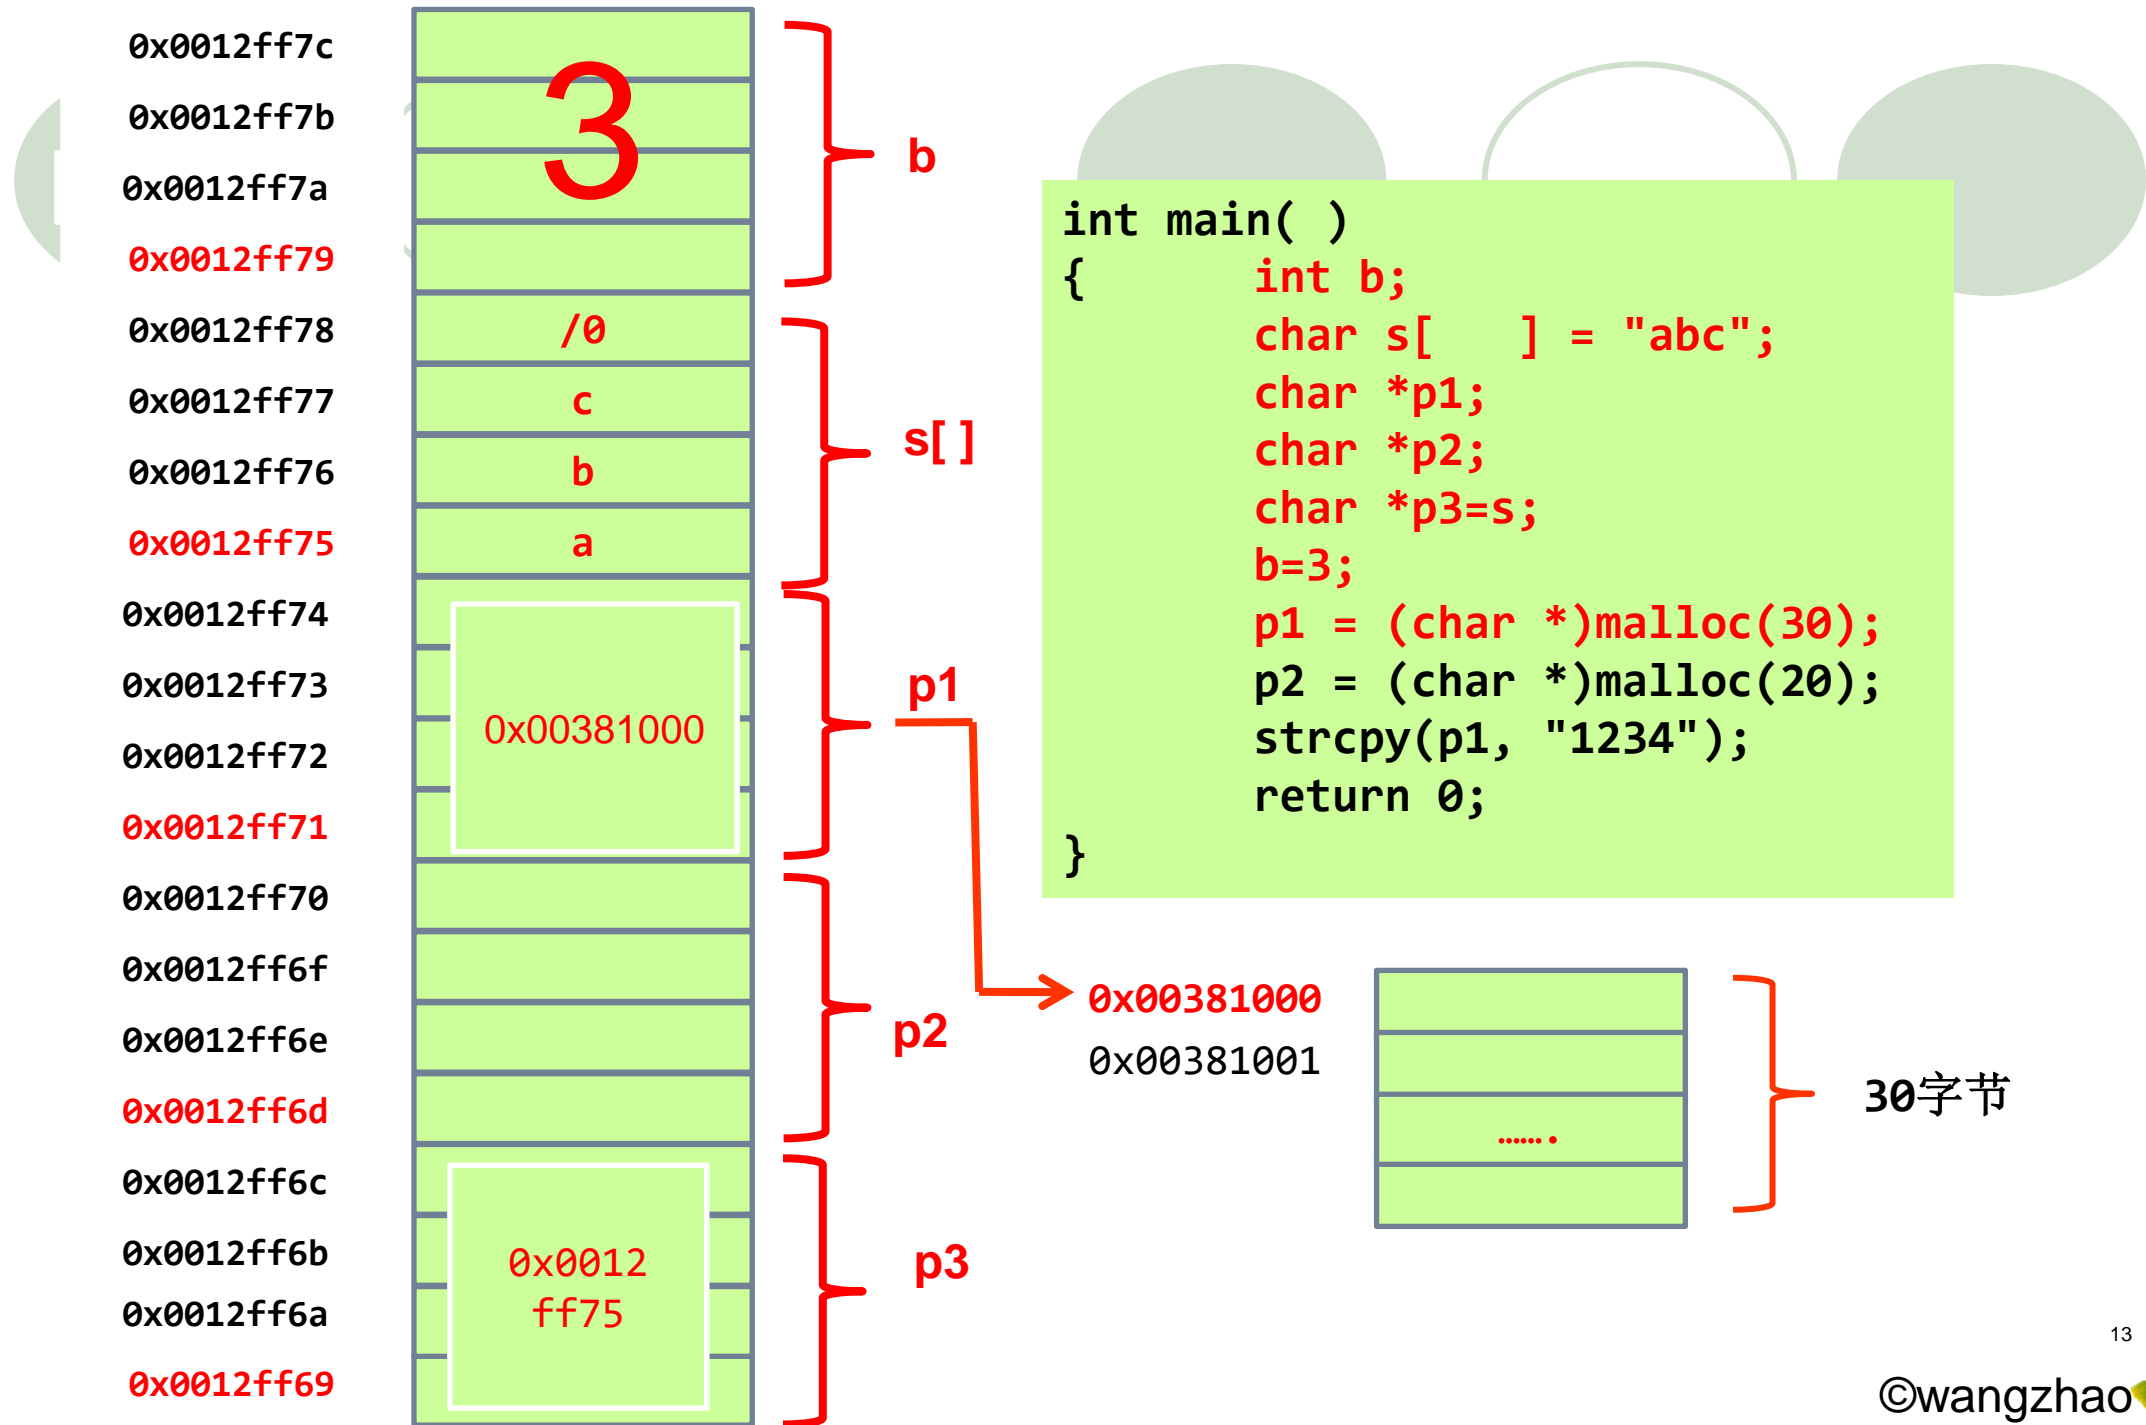 0x0012ff7c
0x0012ff7b
0x0012ff7a
0x0012ff79
0x0012ff78
0x0012ff77
0x0012ff76
0x0012ff75
0x0012ff74
0x0012ff73
0x0012ff72
0x0012ff71
0x0012ff70
0x0012ff6f
0x0012ff6e
0x0012ff6d
0x0012ff6c
0x0012ff6b
0x0012ff6a
0x0012ff69
3
/0
c
b
a
0x00381000
0x0012
ff75
b
s[ ]
p1
p2
p3
int main( )
{ int b;
char s[ ] = "abc";
char *p1;
char *p2;
char *p3=s;
b=3;
p1 = (char *)malloc(30);
p2 = (char *)malloc(20);
strcpy(p1, "1234");
return 0;
}
0x00381000
0x00381001
…….
30字节
13
©wangzhao